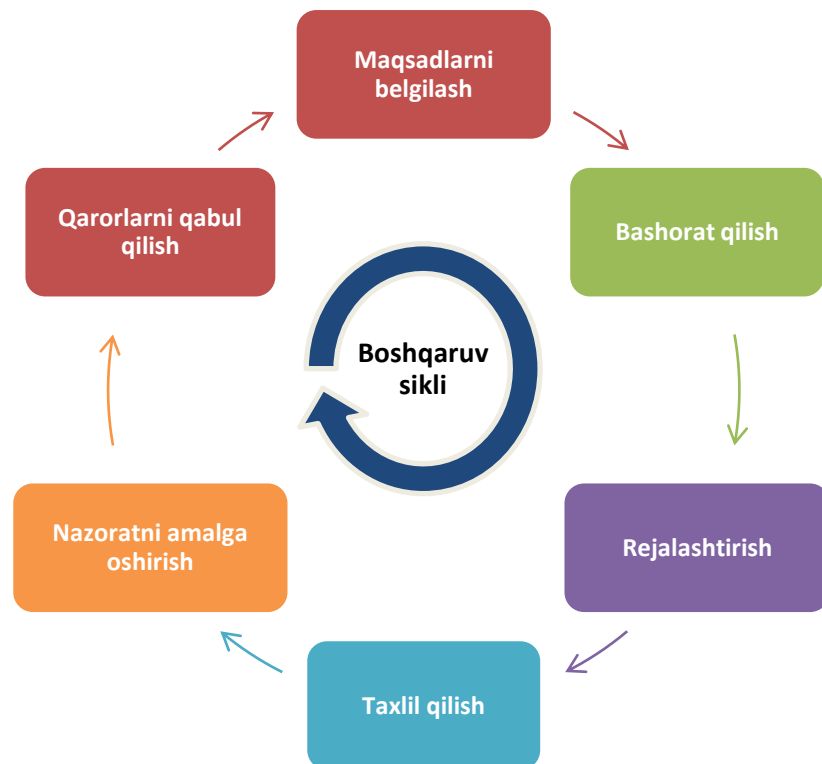 Maqsadlarni
belgilash
Bashorat qilish
Rejalashtirish
Taxlil qilish
Nazoratni amalga
oshirish
Qarorlarni qabul
qilish
Boshqaruv
sikli